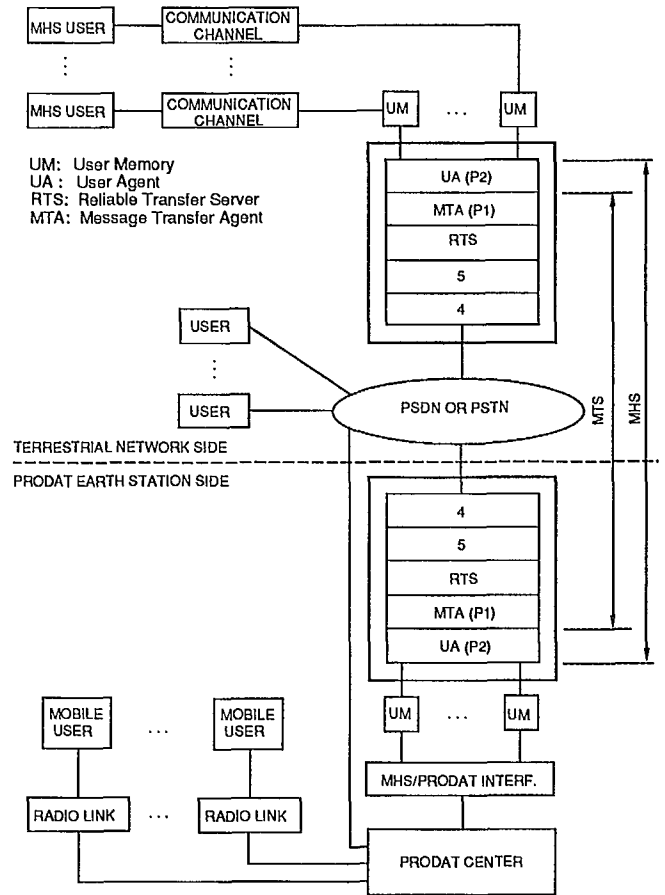 MHS USER
COMMUNICATION
CHANNEL
MHS USER
COMMUNICATION
CHANNEL
UM
...
UM
UM: User Memory
UA : User Agent
RTS: Reliable Transfer Server
MTA: Message Transfer Agent
UA (P2)
MTA (P1)
RTS
5
4
USER
USER
PSDN OR PSTN
MTS
MHS
TERRESTRIAL NETWORK SIDE
PRODAT EARTH STATION SIDE
4
5
RTS
MTA (P1)
UA (P2)
MOBILE
USER
...
MOBILE
USER
UM
...
UM
RADIO LINK
...
RADIO LINK
MHS/PRODAT INTERF.
PRODAT CENTER